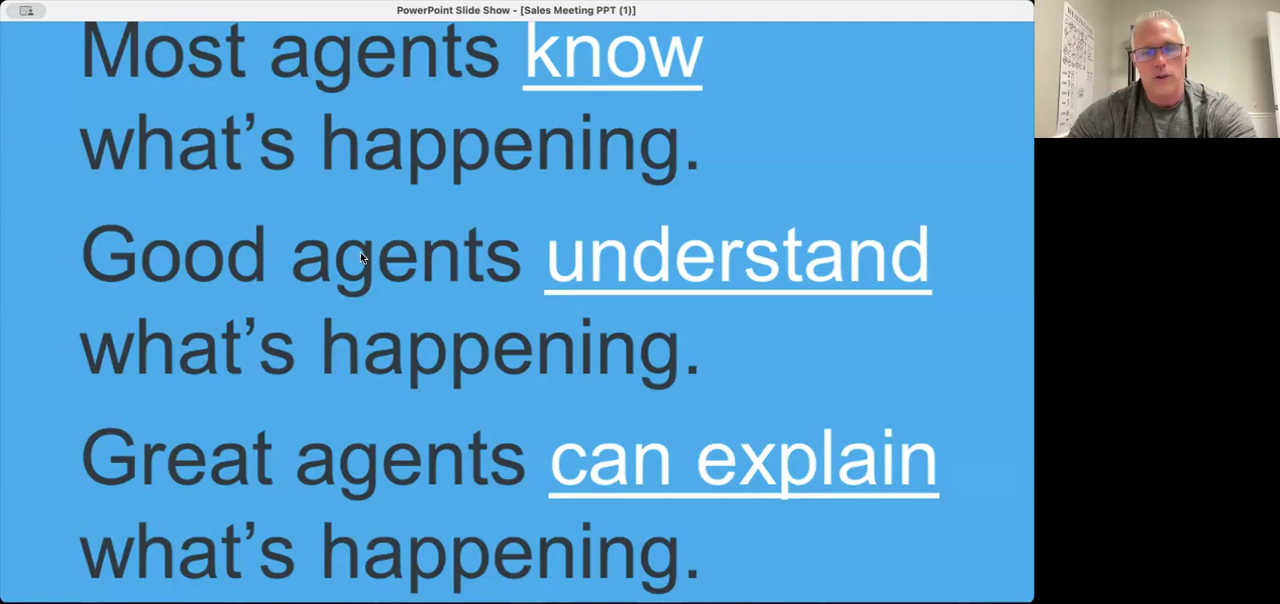 PowerPoint Slide Show - [Sales Meeting PPT (1)]
Most agents know
what’s happening.
Good agents understand
what’s happening.
Great agents can explain
what’s happening.